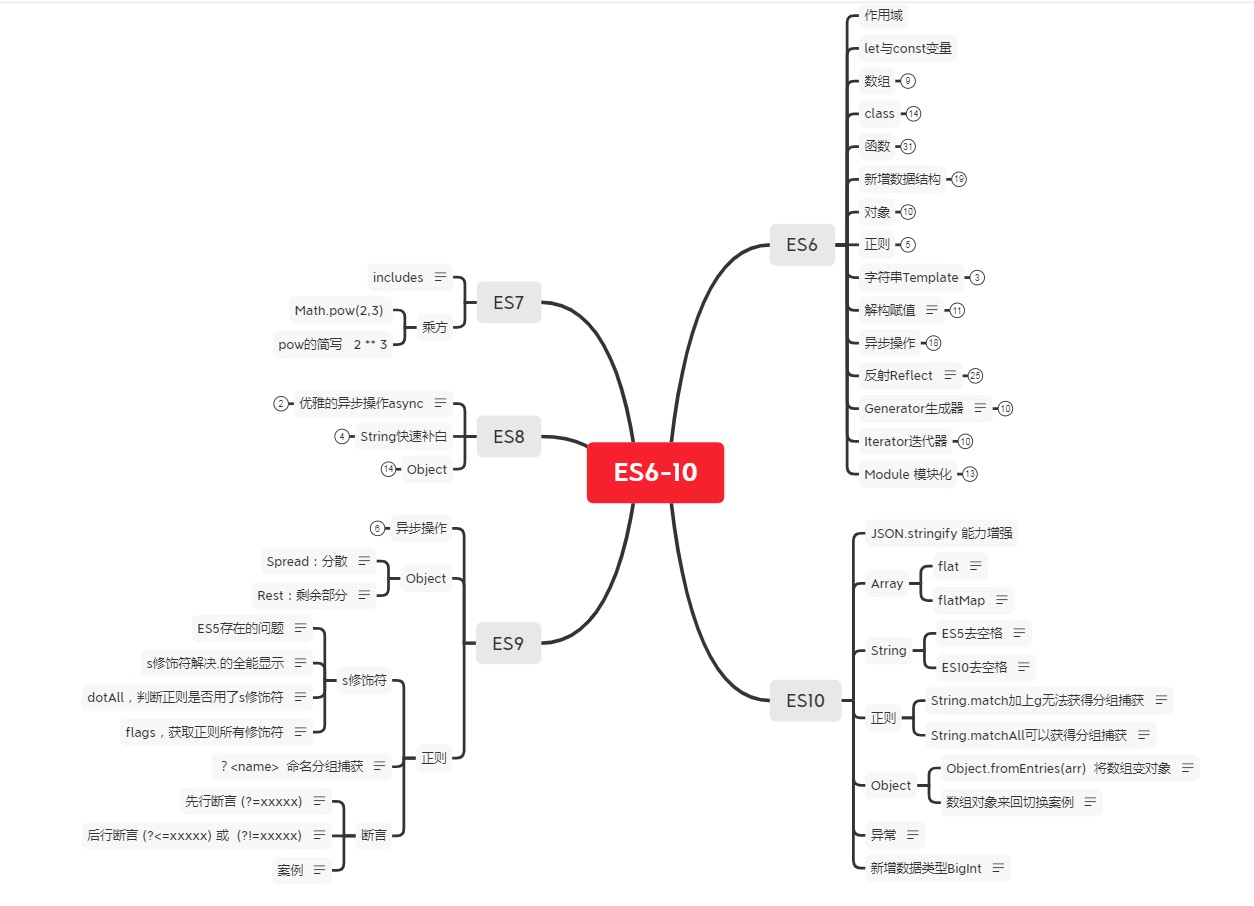 ES6-10
ES6
作用域
let与const变量
数组 9
class 14
函数 31
新增数据结构 19
对象 10
正则 5
字符串Template 3
解构赋值 11
异步操作 18
反射Reflect 25
Generator生成器 10
Iterator迭代器 10
Module 模块化 13
ES7
includes
乘方
Math.pow(2,3)
pow的简写 2 ** 3
ES8
优雅的异步操作async 2
String快速补白 4
Object 14
ES9
异步操作 6
Object
Spread：分散
Rest：剩余部分
正则
s修饰符
ES5存在的问题
s修饰符解决.的全能显示
dotAll，判断正则是否用了s修饰符
flags，获取正则所有修饰符
？<name> 命名分组捕获
断言
先行断言 (?=xxxxx)
后行断言 (?<=xxxxx) 或 (?!=xxxxx)
案例
ES10
JSON.stringify 能力增强
Array
flat
flatMap
String
ES5去空格
ES10去空格
正则
String.match加上g无法获得分组捕获
String.matchAll可以获得分组捕获
Object
Object.fromEntries(arr) 将数组变对象
数组对象来回切换案例
异常
新增数据类型BigInt